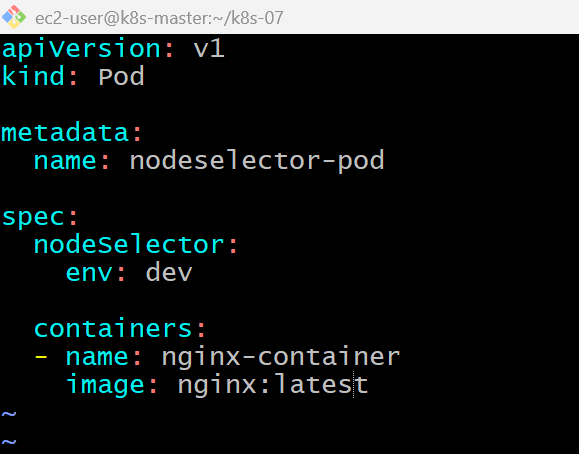 ec2-user@k8s-master:~/k8s-07
apiVersion: v1
kind: Pod
metadata:
  name: nodeselector-pod
spec:
  nodeSelector:
    env: dev
  containers:
  - name: nginx-container
    image: nginx:latest
~
~